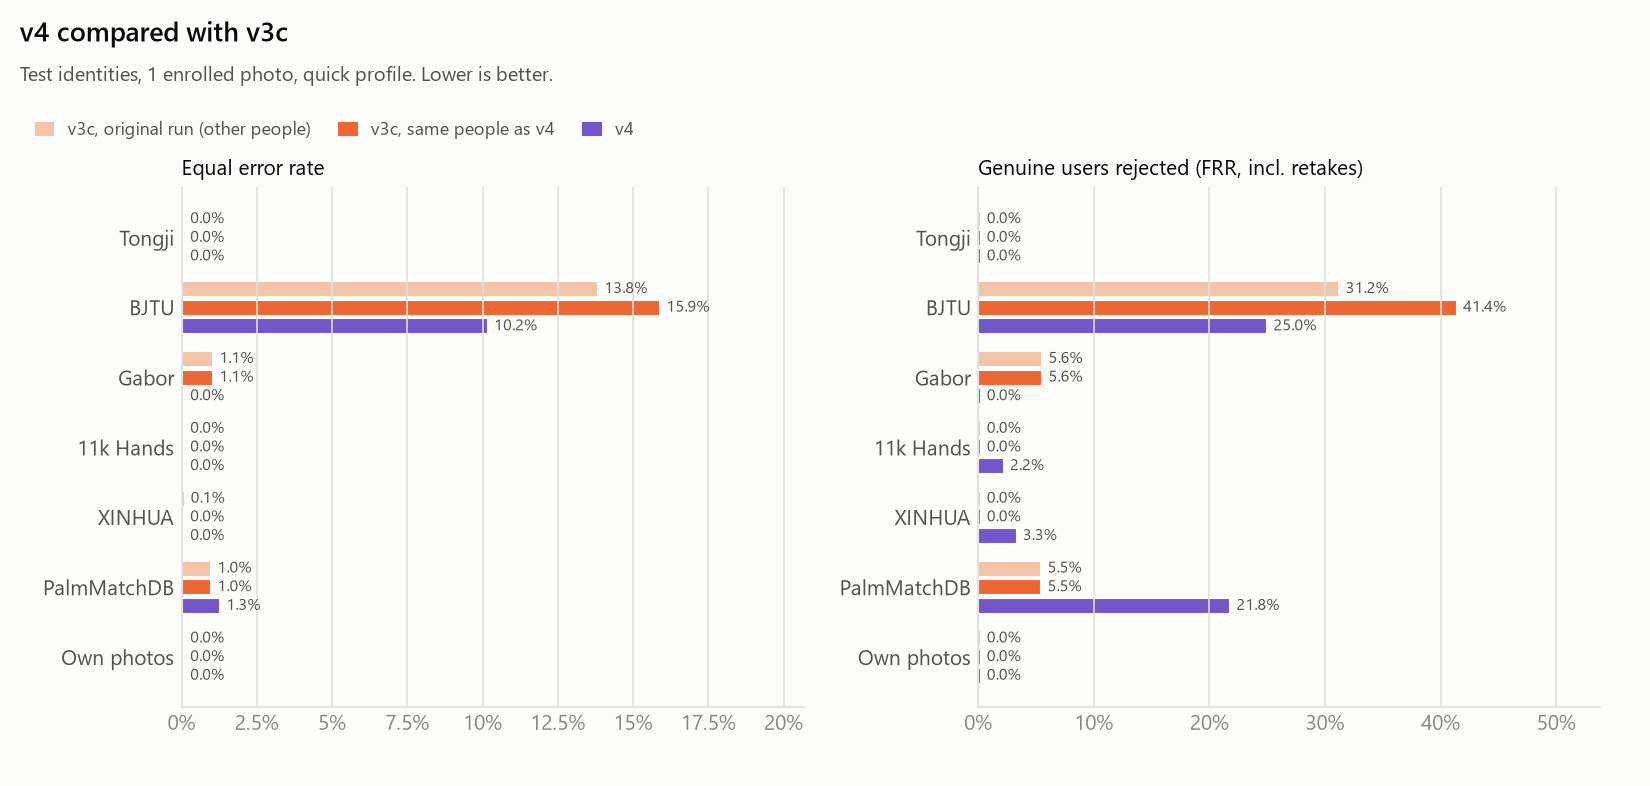 v4 compared with v3c
Test identities, 1 enrolled photo, quick profile. Lower is better.
v3c, original run (other people) v3c, same people as v4 v4
Equal error rate
Tongji
0.0%
0.0%
0.0%
BJTU
13.8%
15.9%
10.2%
Gabor
1.1%
1.1%
0.0%
11k Hands
0.0%
0.0%
0.0%
XINHUA
0.1%
0.0%
0.0%
PalmMatchDB
1.0%
1.0%
1.3%
Own photos
0.0%
0.0%
0.0%
0% 2.5% 5% 7.5% 10% 12.5% 15% 17.5% 20%
Genuine users rejected (FRR, incl. retakes)
Tongji
0.0%
0.0%
0.0%
BJTU
31.2%
41.4%
25.0%
Gabor
5.6%
5.6%
0.0%
11k Hands
0.0%
0.0%
2.2%
XINHUA
0.0%
0.0%
3.3%
PalmMatchDB
5.5%
5.5%
21.8%
Own photos
0.0%
0.0%
0.0%
0% 10% 20% 30% 40% 50%